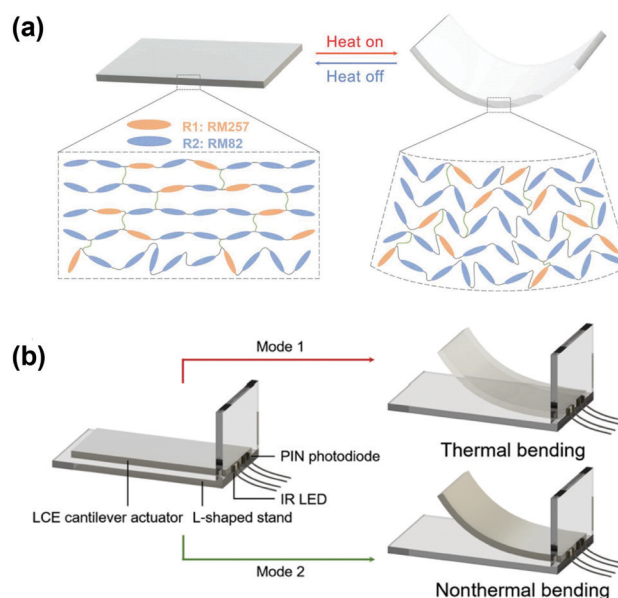 (a)
Heat on
Heat off
R1: RM257
R2: RM82
(b)
Mode 1
PIN photodiode
IR LED
LCE cantilever actuator
L-shaped stand
Thermal bending
Mode 2
Nonthermal bending